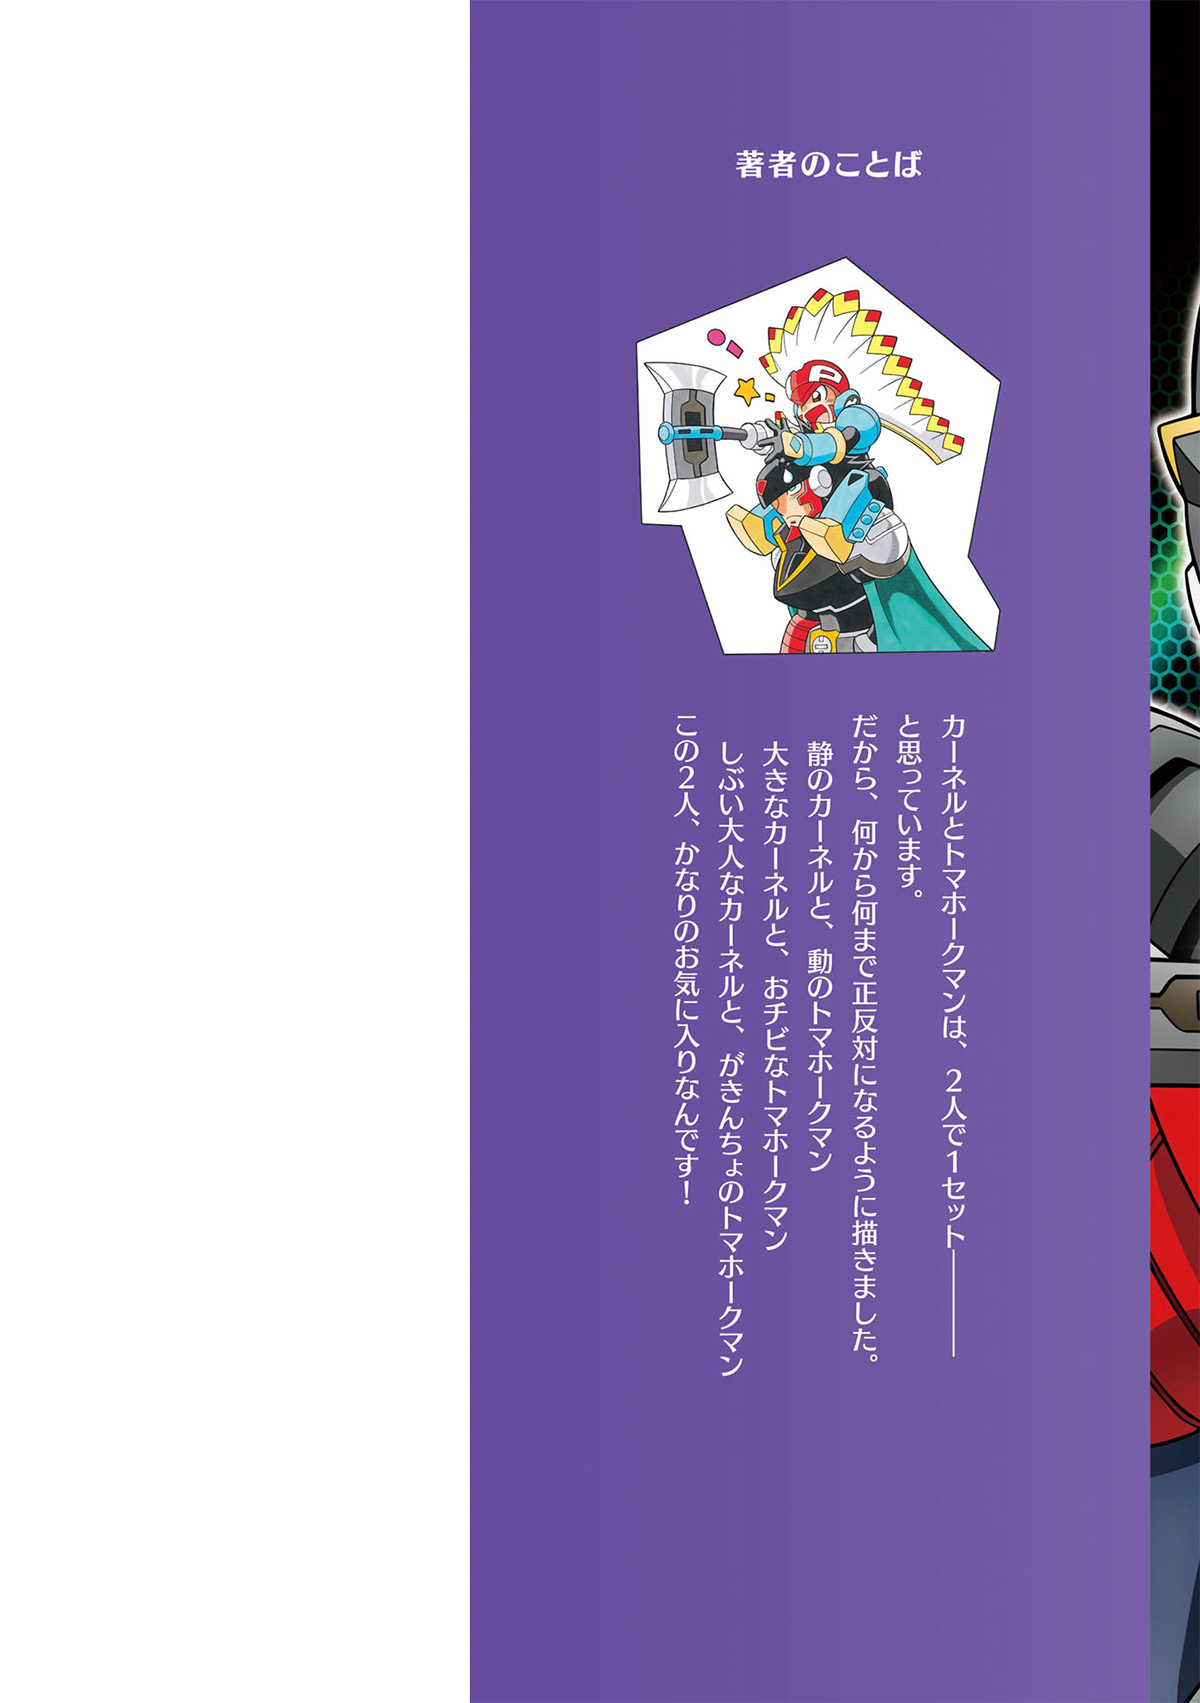 著者のことば
カーネルとトマホークマンは、2人で1セット———
と思っています。
だから、何から何まで正反対になるように描きました。
静のカーネルと、動のトマホークマン
大きなカーネルと、おチビなトマホークマン
しぶい大人なカーネルと、がきんちょのトマホークマン
この2人、かなりのお気に入りなんです！